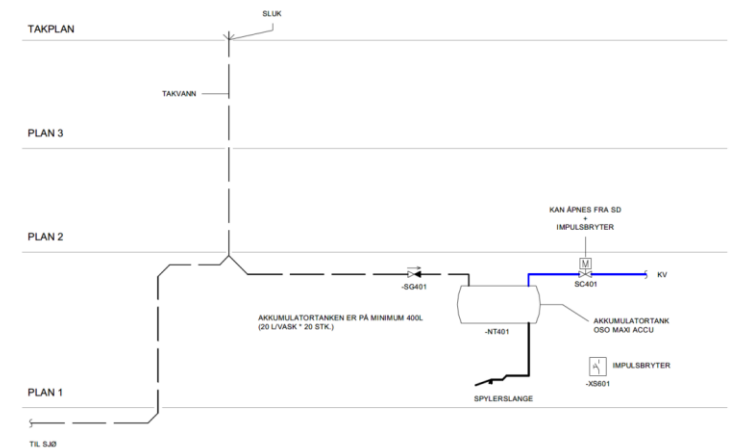 SLUK
TAKPLAN
TAKVANN
PLAN 3
KAN ÅPNES FRA SD
+
IMPULSBRYTER
PLAN 2
M
KV
-SG401
SC401
AKKUMULATORTANKEN ER PÅ MINIMUM 400L
(20 L/VASK * 20 STK.)
AKKUMULATORTANK
OSO MAXI ACCU
-NT401
IMPULSBRYTER
-XS601
PLAN 1
SPYLERSLANGE
TIL SJØ